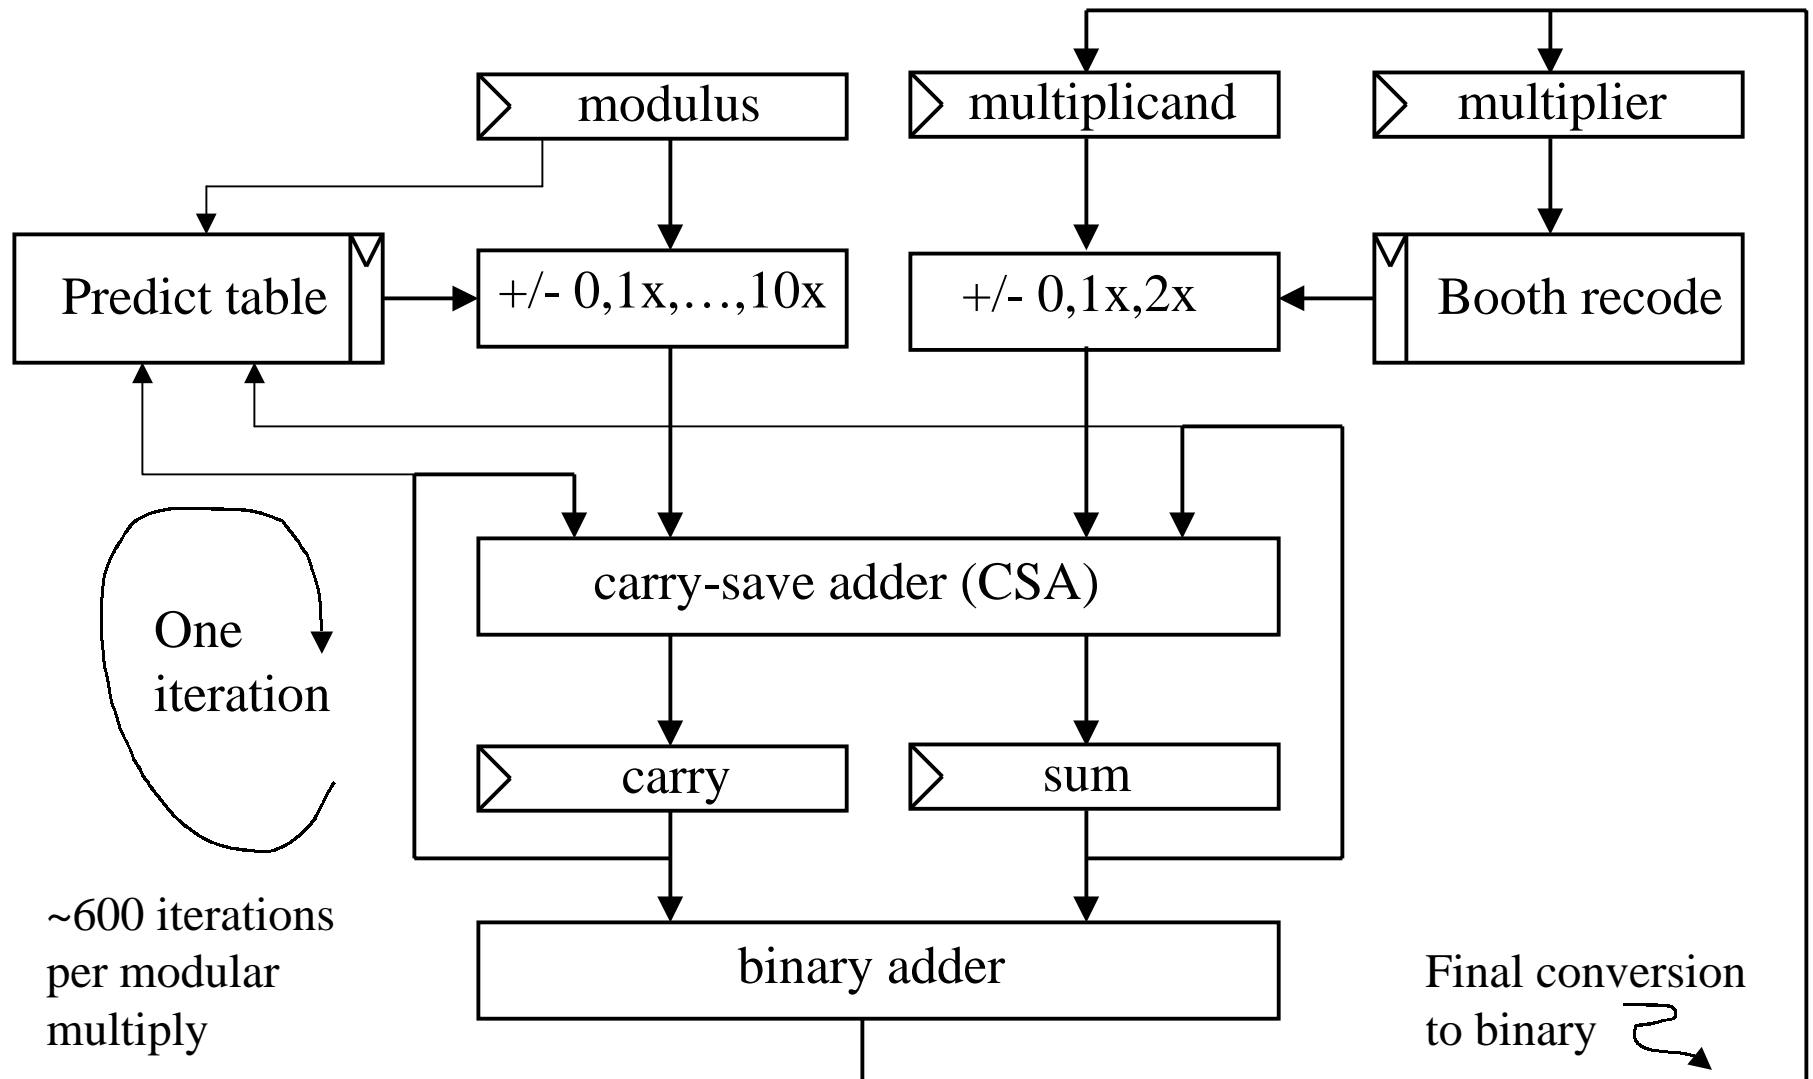 modulus
multiplicand
multiplier
Predict table
+/- 0,1x,…,10x
+/- 0,1x,2x
Booth recode
carry-save adder (CSA)
One
iteration
carry
sum
~600 iterations
per modular
multiply
binary adder
Final conversion
to binary